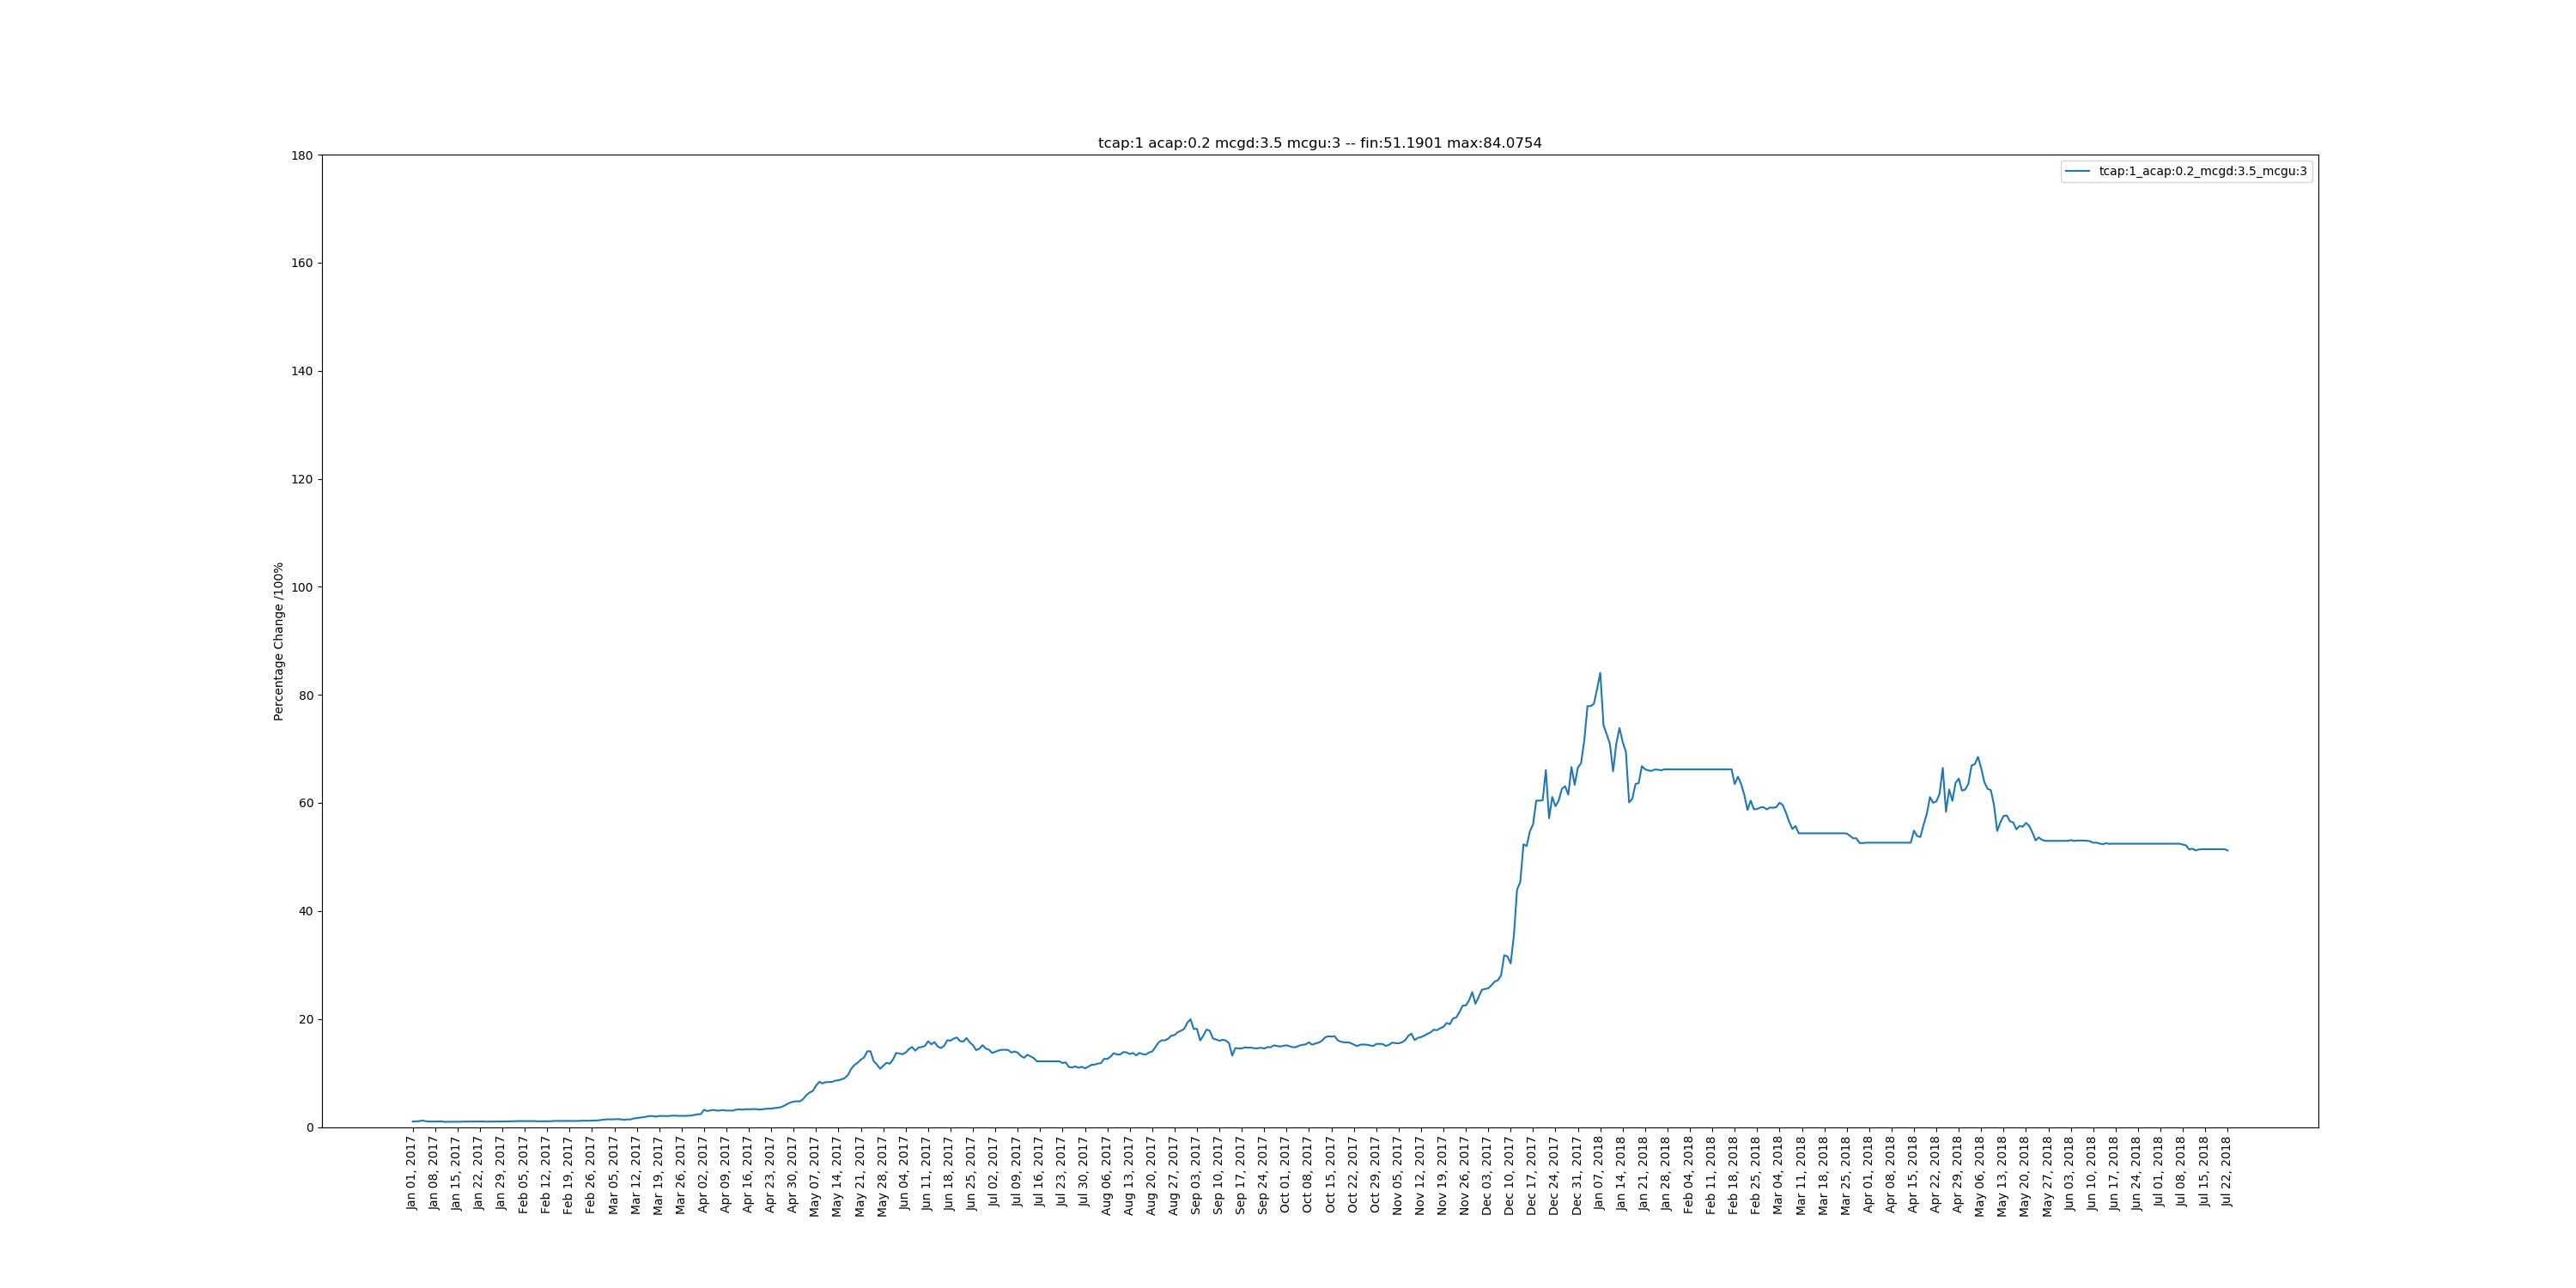 tcap:1 acap:0.2 mcgd:3.5 mcgu:3 -- fin:51.1901 max:84.0754
tcap:1_acap:0.2_mcgd:3.5_mcgu:3
Percentage Change /100%
180
160
140
120
100
80
60
40
20
0
Jan 01, 2017
Jan 08, 2017
Jan 15, 2017
Jan 22, 2017
Jan 29, 2017
Feb 05, 2017
Feb 12, 2017
Feb 19, 2017
Feb 26, 2017
Mar 05, 2017
Mar 12, 2017
Mar 19, 2017
Mar 26, 2017
Apr 02, 2017
Apr 09, 2017
Apr 16, 2017
Apr 23, 2017
Apr 30, 2017
May 07, 2017
May 14, 2017
May 21, 2017
May 28, 2017
Jun 04, 2017
Jun 11, 2017
Jun 18, 2017
Jun 25, 2017
Jul 02, 2017
Jul 09, 2017
Jul 16, 2017
Jul 23, 2017
Jul 30, 2017
Aug 06, 2017
Aug 13, 2017
Aug 20, 2017
Aug 27, 2017
Sep 03, 2017
Sep 10, 2017
Sep 17, 2017
Sep 24, 2017
Oct 01, 2017
Oct 08, 2017
Oct 15, 2017
Oct 22, 2017
Oct 29, 2017
Nov 05, 2017
Nov 12, 2017
Nov 19, 2017
Nov 26, 2017
Dec 03, 2017
Dec 10, 2017
Dec 17, 2017
Dec 24, 2017
Dec 31, 2017
Jan 07, 2018
Jan 14, 2018
Jan 21, 2018
Jan 28, 2018
Feb 04, 2018
Feb 11, 2018
Feb 18, 2018
Feb 25, 2018
Mar 04, 2018
Mar 11, 2018
Mar 18, 2018
Mar 25, 2018
Apr 01, 2018
Apr 08, 2018
Apr 15, 2018
Apr 22, 2018
Apr 29, 2018
May 06, 2018
May 13, 2018
May 20, 2018
May 27, 2018
Jun 03, 2018
Jun 10, 2018
Jun 17, 2018
Jun 24, 2018
Jul 01, 2018
Jul 08, 2018
Jul 15, 2018
Jul 22, 2018